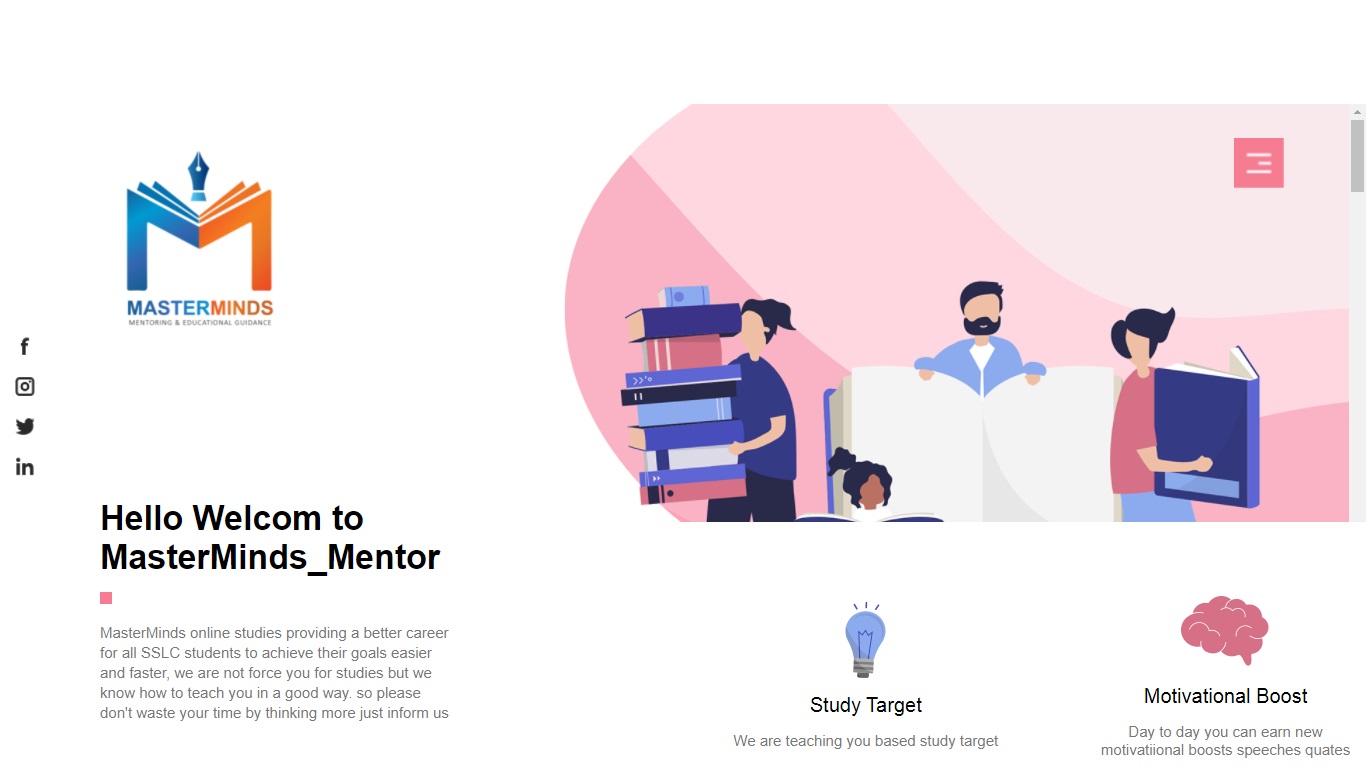 MASTERMINDS
MENTORING & EDUCATIONAL GUIDANCE
Hello Welcom to
MasterMinds_Mentor
MasterMinds online studies providing a better career
for all SSLC students to achieve their goals easier
and faster, we are not force you for studies but we
know how to teach you in a good way. so please
don't waste your time by thinking more just inform us
Study Target
We are teaching you based study target
Motivational Boost
Day to day you can earn new
motivatiional boosts speeches quates